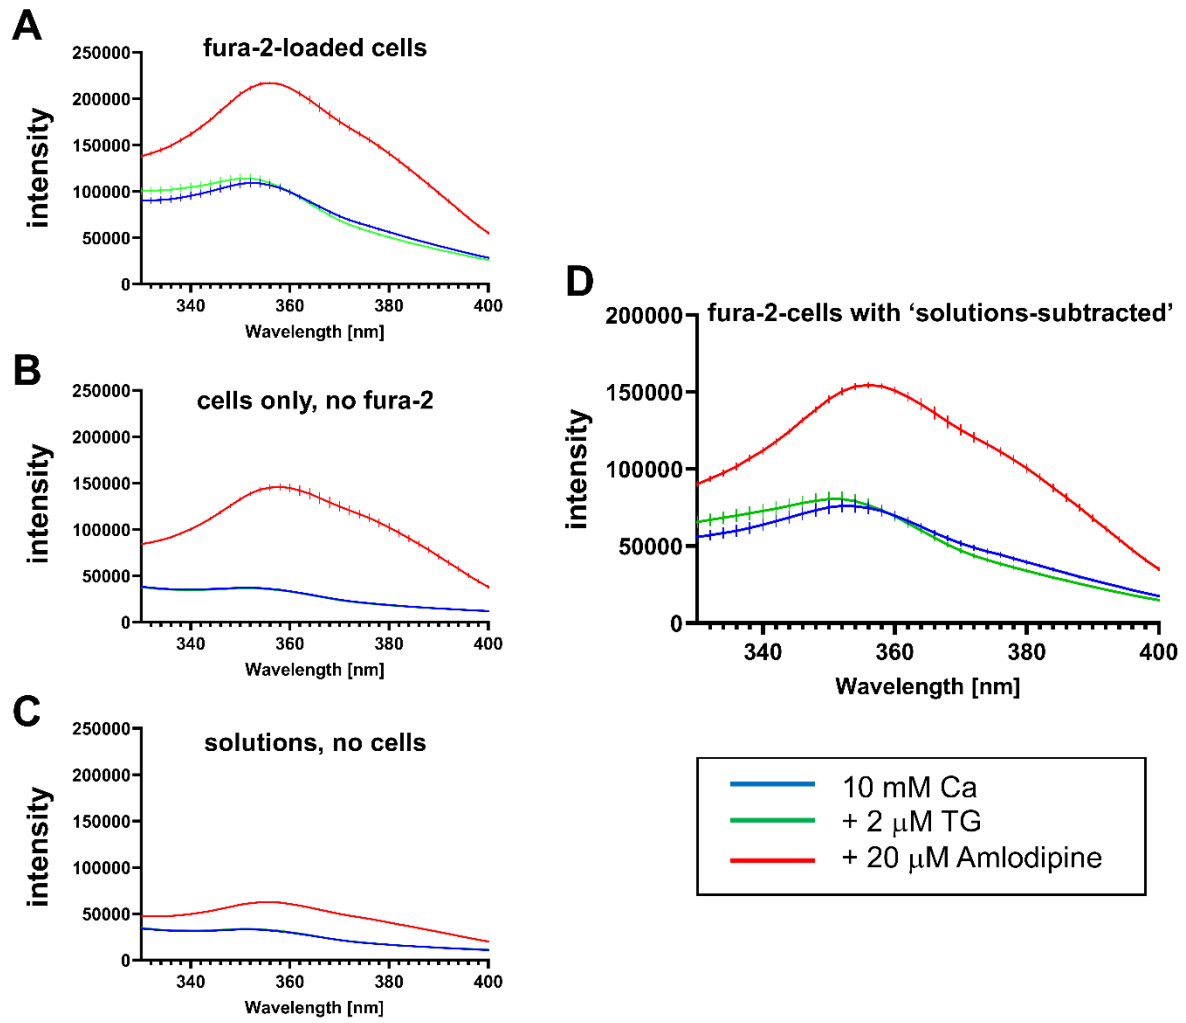 A
fura-2-loaded cells
250000
200000
150000
100000
50000
0
intensity
340
360
380
400
Wavelength [nm]
B
cells only, no fura-2
250000
200000
150000
100000
50000
0
intensity
340
360
380
400
Wavelength [nm]
C
solutions, no cells
250000
200000
150000
100000
50000
0
intensity
340
360
380
400
Wavelength [nm]
D
fura-2-cells with ‘solutions-subtracted’
200000
150000
100000
50000
0
intensity
340
360
380
400
Wavelength [nm]
10 mM Ca
+ 2 μM TG
+ 20 μM Amlodipine